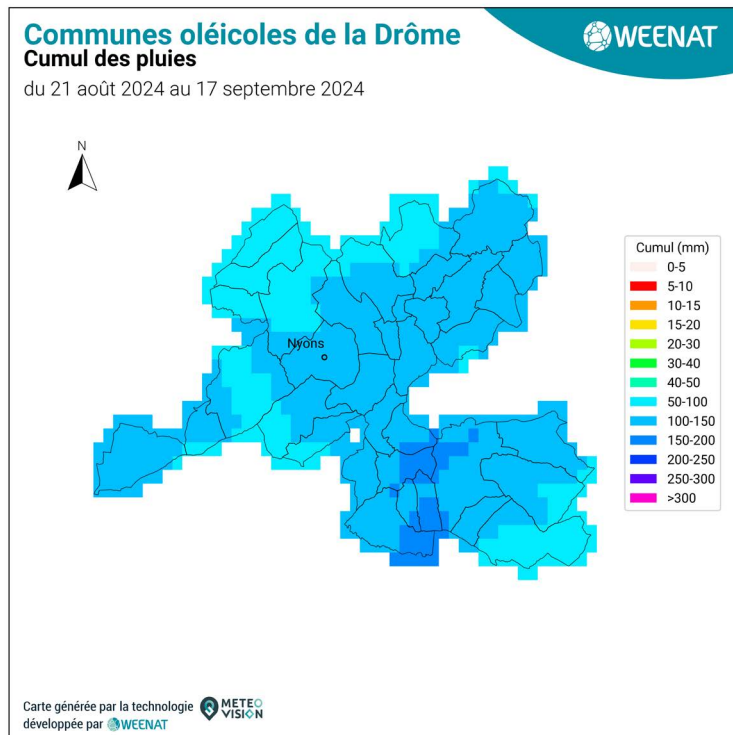 Communes oléicoles de la Drôme
WEENAT
Cumul des pluies
du 21 août 2024 au 17 septembre 2024
N
Cumul (mm)
0-5
5-10
10-15
15-20
20-30
30-40
40-50
50-100
100-150
150-200
200-250
250-300
>300
Nyons
Carte générée par la technologie METEO VISION
développée par WEENAT